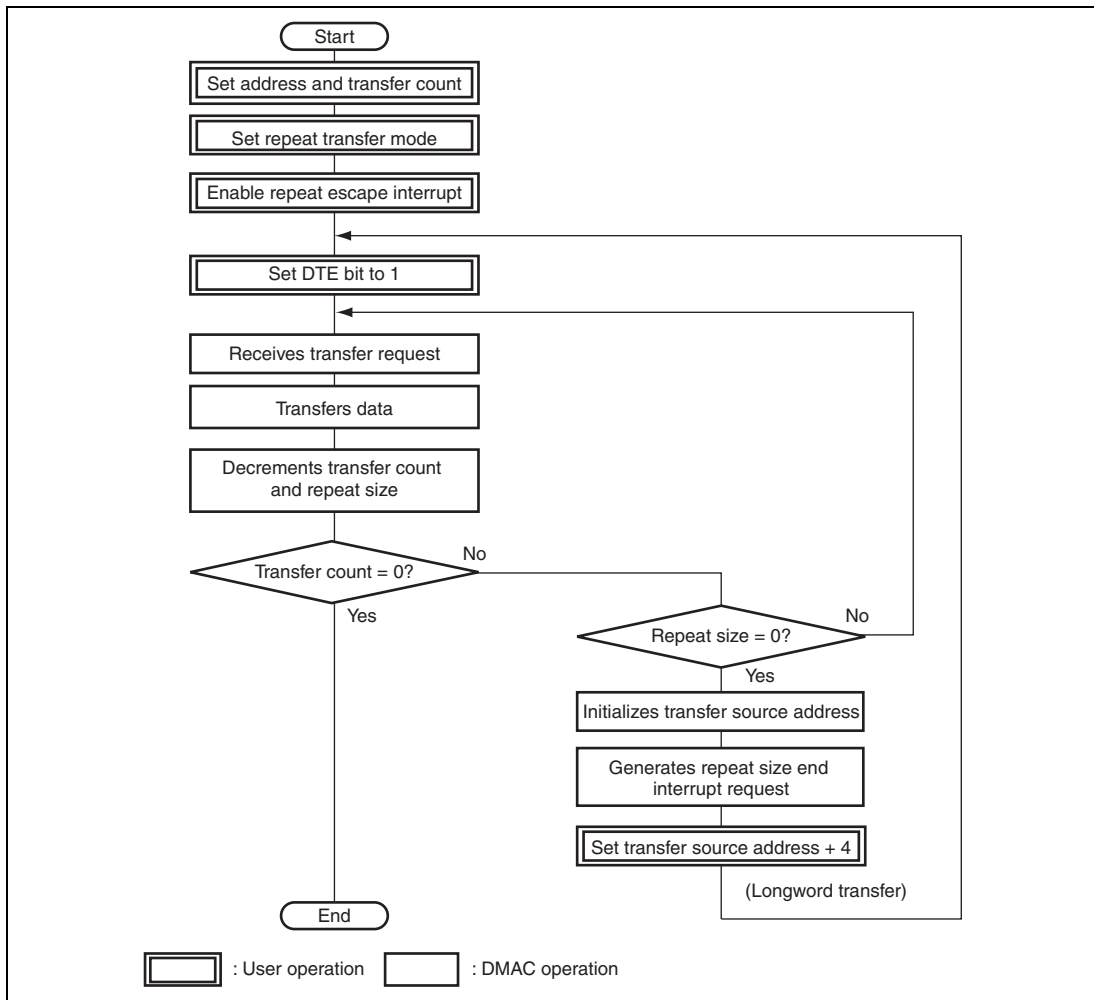 Start
Set address and transfer count
Set repeat transfer mode
Enable repeat escape interrupt
Set DTE bit to 1
Receives transfer request
Transfers data
Decrements transfer count
and repeat size
Transfer count = 0?
No
Yes
Repeat size = 0?
No
Yes
Initializes transfer source address
Generates repeat size end
interrupt request
Set transfer source address + 4
(Longword transfer)
End
: User operation
: DMAC operation